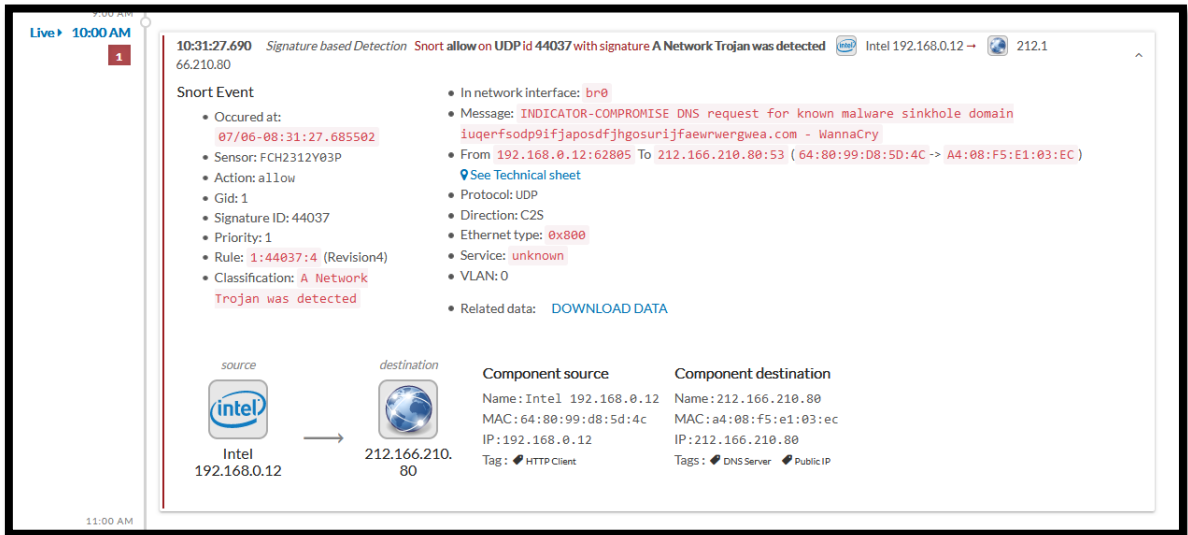 9:00 AM
Live 10:00 AM
1
10:31:27.690 Signature based Detection Snort allow on UDP id 44037 with signature A Network Trojan was detected intel Intel 192.168.0.12 → 212.1
66.210.80
Snort Event
• Occured at:
07/06-08:31:27.685502
• Sensor: FCH2312Y03P
• Action: allow
• Gid: 1
• Signature ID: 44037
• Priority: 1
• Rule: 1:44037:4 (Revision4)
• Classification: A Network
Trojan was detected
• In network interface: br0
• Message: INDICATOR-COMPROMISE DNS request for known malware sinkhole domain
iuqerfsodp9ifjaposdfjhgosurijfaewrwergwea.com - WannaCry
• From 192.168.0.12:62805 To 212.166.210.80:53 ( 64:80:99:D8:5D:4C -> A4:08:F5:E1:03:EC )
See Technical sheet
• Protocol: UDP
• Direction: C2S
• Ethernet type: 0x800
• Service: unknown
• VLAN: 0
• Related data: DOWNLOAD DATA
source
intel
Intel
192.168.0.12
destination
212.166.210.
80
Component source
Name: Intel 192.168.0.12
MAC: 64:80:99:d8:5d:4c
IP: 192.168.0.12
Tag: HTTP Client
Component destination
Name: 212.166.210.80
MAC: a4:08:f5:e1:03:ec
IP: 212.166.210.80
Tags: DNS Server Public IP
11:00 AM